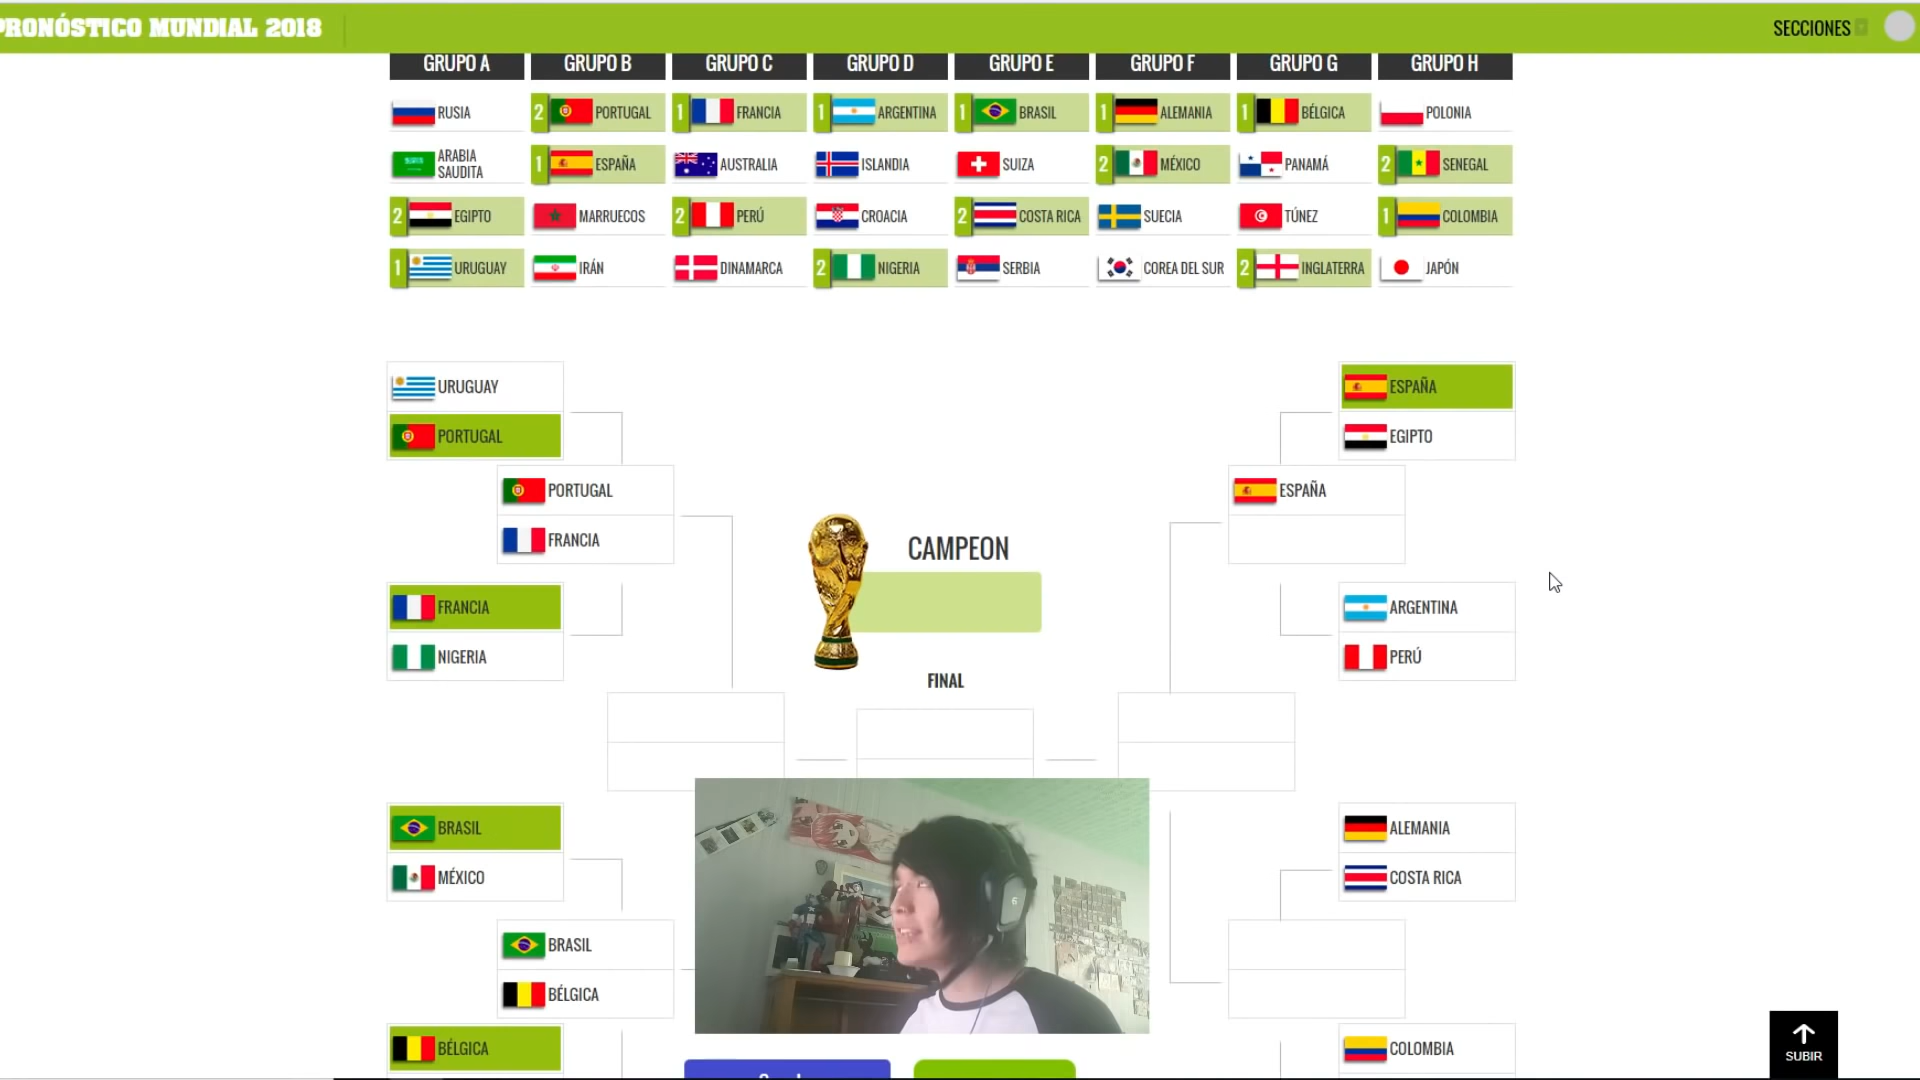 PRONÓSTICO MUNDIAL 2018
SECCIONES
GRUPO A GRUPO B GRUPO C GRUPO D GRUPO E GRUPO F GRUPO G GRUPO H
RUSIA 2 PORTUGAL 1 FRANCIA 1 ARGENTINA 1 BRASIL 1 ALEMANIA 1 BÉLGICA POLONIA
ARABIA SAUDITA 1 ESPAÑA AUSTRALIA ISLANDIA SUIZA 2 MÉXICO PANAMÁ 2 SENEGAL
2 EGIPTO MARRUECOS 2 PERÚ CROACIA 2 COSTA RICA SUECIA TÚNEZ 1 COLOMBIA
1 URUGUAY IRÁN DINAMARCA 2 NIGERIA SERBIA COREA DEL SUR 2 INGLATERRA JAPÓN
URUGUAY ESPAÑA
PORTUGAL EGIPTO
PORTUGAL ESPAÑA
FRANCIA
CAMPEON
FRANCIA ARGENTINA
NIGERIA PERÚ
FINAL
BRASIL ALEMANIA
MÉXICO COSTA RICA
BRASIL
BÉLGICA
BÉLGICA COLOMBIA
SUBIR